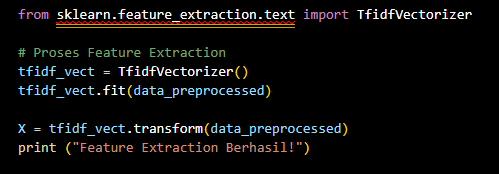 from sklearn.feature_extraction.text import TfidfVectorizer
# Proses Feature Extraction
tfidf_vect = TfidfVectorizer()
tfidf_vect.fit(data_preprocessed)
X = tfidf_vect.transform(data_preprocessed)
print ("Feature Extraction Berhasil!")